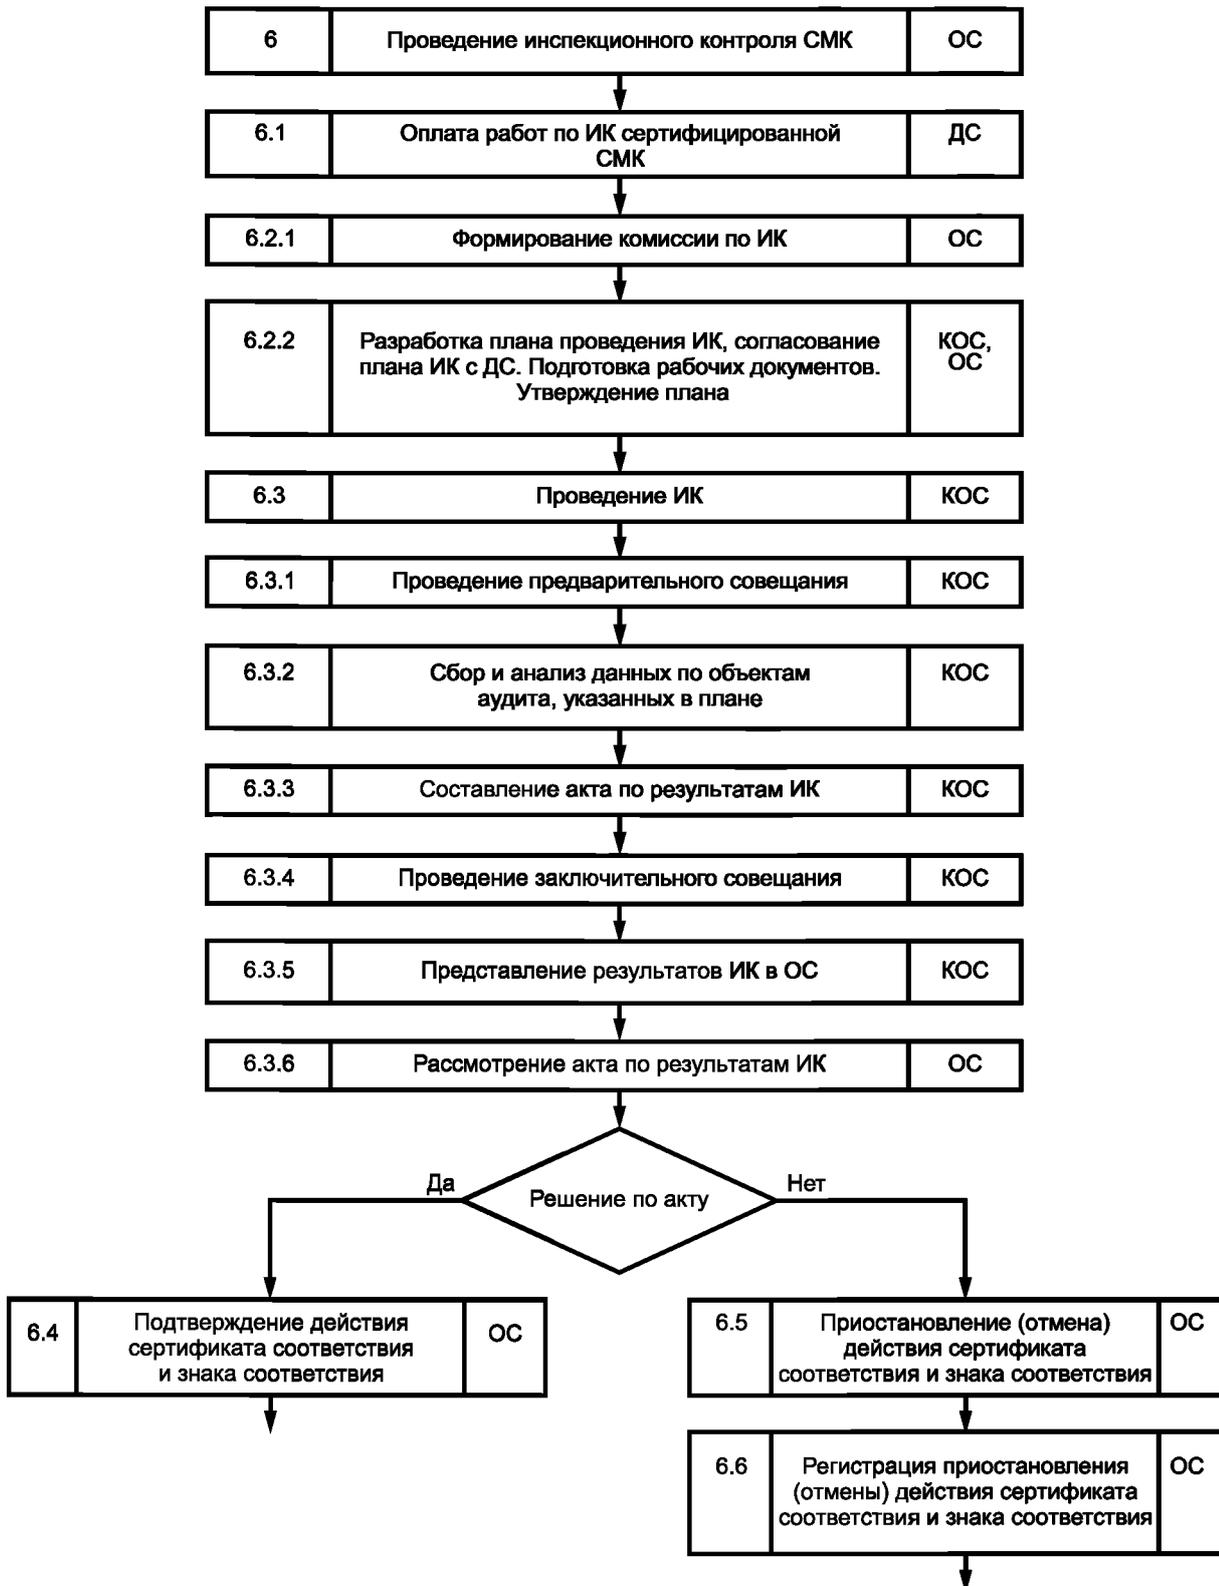 6 Проведение инспекционного контроля СМК ОС
6.1 Оплата работ по ИК сертифицированной ДС
СМК
6.2.1 Формирование комиссии по ИК ОС
6.2.2 Разработка плана проведения ИК, согласование КОС,
плана ИК с ДС. Подготовка рабочих документов. ОС
Утверждение плана
6.3 Проведение ИК КОС
6.3.1 Проведение предварительного совещания КОС
6.3.2 Сбор и анализ данных по объектам КОС
аудита, указанных в плане
6.3.3 Составление акта по результатам ИК КОС
6.3.4 Проведение заключительного совещания КОС
6.3.5 Представление результатов ИК в ОС КОС
6.3.6 Рассмотрение акта по результатам ИК ОС
Да
Решение по акту
Нет
6.4
Подтверждение действия
сертификата соответствия
и знака соответствия
ОС
6.5
Приостановление (отмена)
действия сертификата
соответствия и знака соответствия
ОС
6.6
Регистрация приостановления
(отмены) действия сертификата
соответствия и знака соответствия
ОС